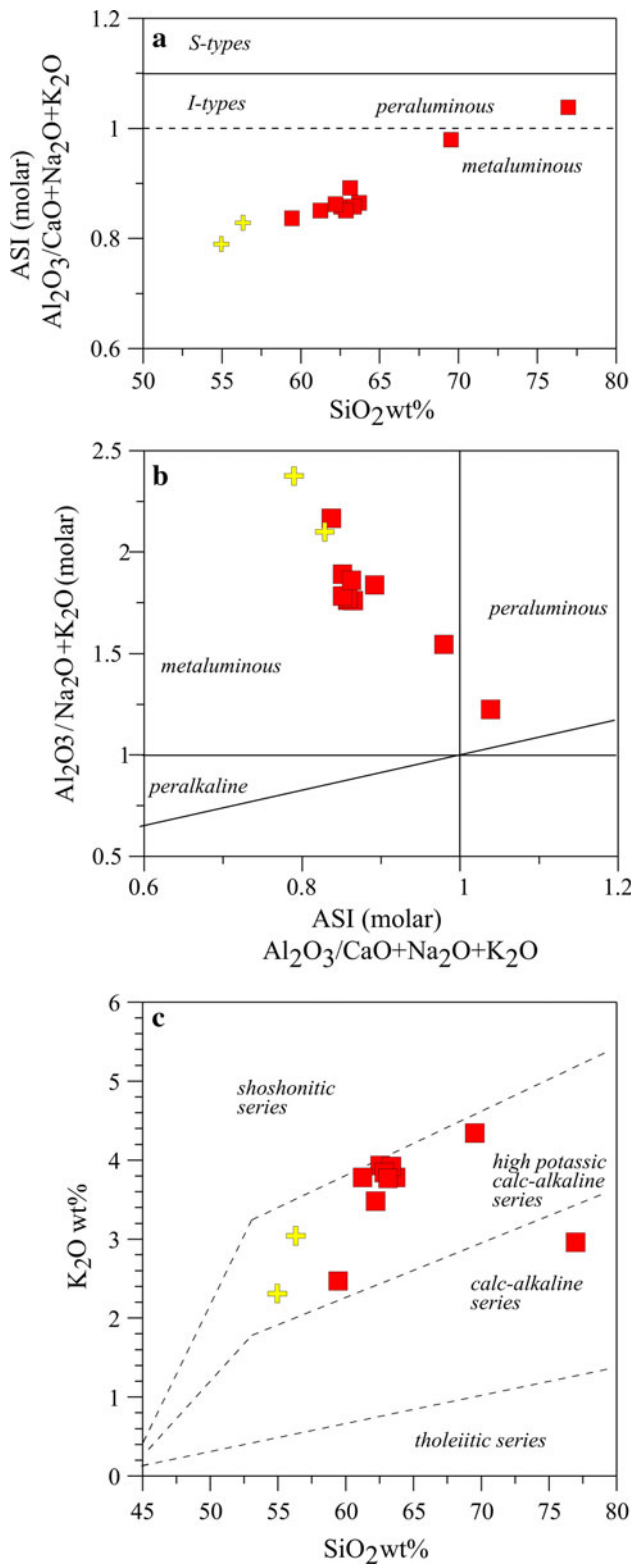 a
S-types
I-types
peraluminous
metaluminous
1.2
1
0.8
0.6
ASI (molar)
Al2O3/CaO+Na2O+K2O
50
55
60
65
70
75
80
SiO2 wt%
b
2.5
2
1.5
1
0.5
peraluminous
metaluminous
peralkaline
Al2O3/Na2O+K2O (molar)
0.6
0.8
1
1.2
ASI (molar)
Al2O3/CaO+Na2O+K2O
c
6
5
4
3
2
1
0
shoshonitic
series
high potassic
calc-alkaline
series
calc-alkaline
series
tholeiitic series
K2O wt%
45
50
55
60
65
70
75
80
SiO2 wt%